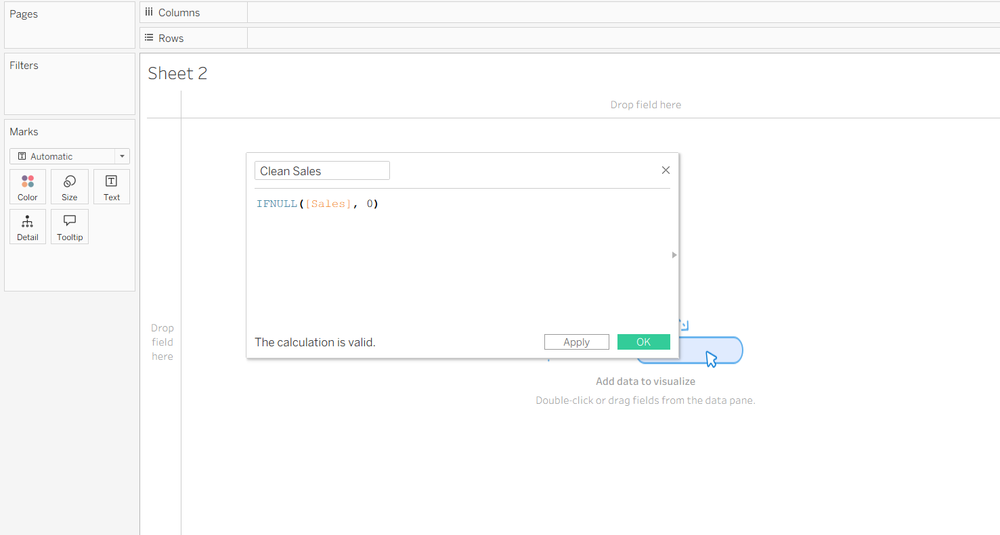 Pages
Columns
Rows
Filters
Sheet 2
Drop field here
Marks
Automatic
Color
Size
Text
Detail
Tooltip
Clean Sales
IFNULL([Sales], 0)
The calculation is valid.
Apply
OK
Drop
field
here
Add data to visualize
Double-click or drag fields from the data pane.